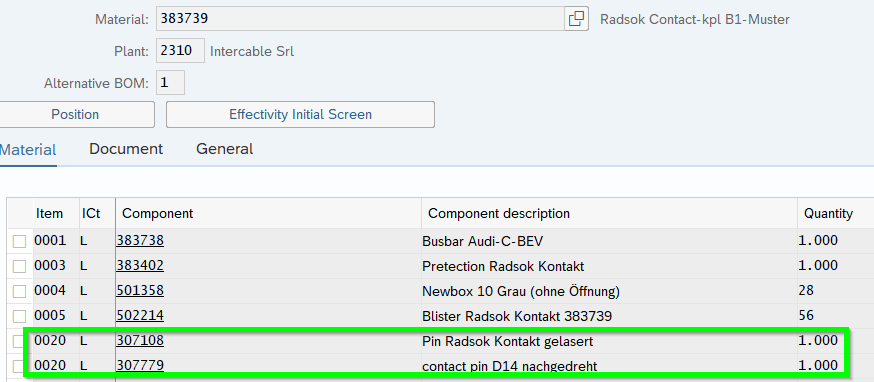 Material: 383739 Radsok Contact-kpl B1-Muster
Plant: 2310 Intercable Srl
Alternative BOM: 1
Position Effectivity Initial Screen
Material Document General
Item ICt Component Component description Quantity
0001 L 383738 Busbar Audi-C-BEV 1.000
0003 L 383402 Pretection Radsok Kontakt 1.000
0004 L 501358 Newbox 10 Grau (ohne Öffnung) 28
0005 L 502214 Blister Radsok Kontakt 383739 56
0020 L 307108 Pin Radsok Kontakt gelasert 1.000
0020 L 307779 contact pin D14 nachgedreht 1.000